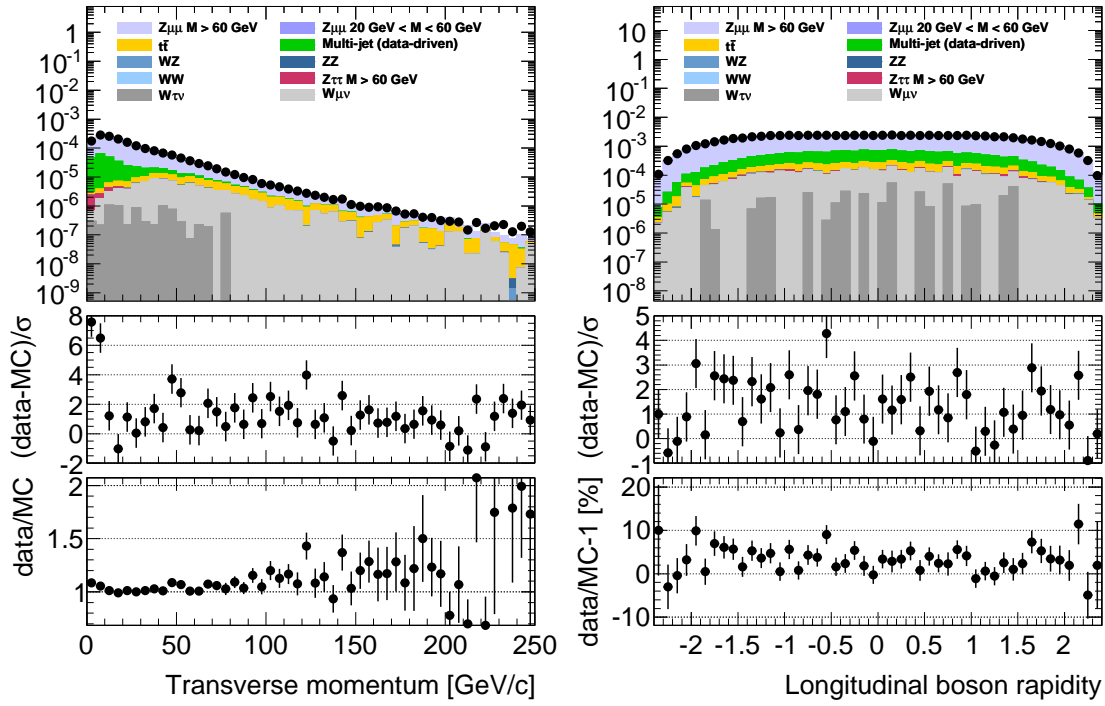 1
10⁻¹
10⁻²
10⁻³
10⁻⁴
10⁻⁵
10⁻⁶
10⁻⁷
10⁻⁸
10⁻⁹
Zμμ M > 60 GeV
tt̄
WZ
WW
Wτν
Zμμ 20 GeV < M < 60 GeV
Multi-jet (data-driven)
ZZ
Zττ M > 60 GeV
Wμν
(data-MC)/σ
8
6
4
2
0
-2
data/MC
2
1.5
1
0 50 100 150 200 250
Transverse momentum [GeV/c]
10
1
10⁻¹
10⁻²
10⁻³
10⁻⁴
10⁻⁵
10⁻⁶
10⁻⁷
10⁻⁸
Zμμ M > 60 GeV
tt̄
WZ
WW
Wτν
Zμμ 20 GeV < M < 60 GeV
Multi-jet (data-driven)
ZZ
Zττ M > 60 GeV
Wμν
(data-MC)/σ
5
4
3
2
1
0
-1
data/MC-1 [%]
20
10
0
-10
-2 -1.5 -1 -0.5 0 0.5 1 1.5 2
Longitudinal boson rapidity